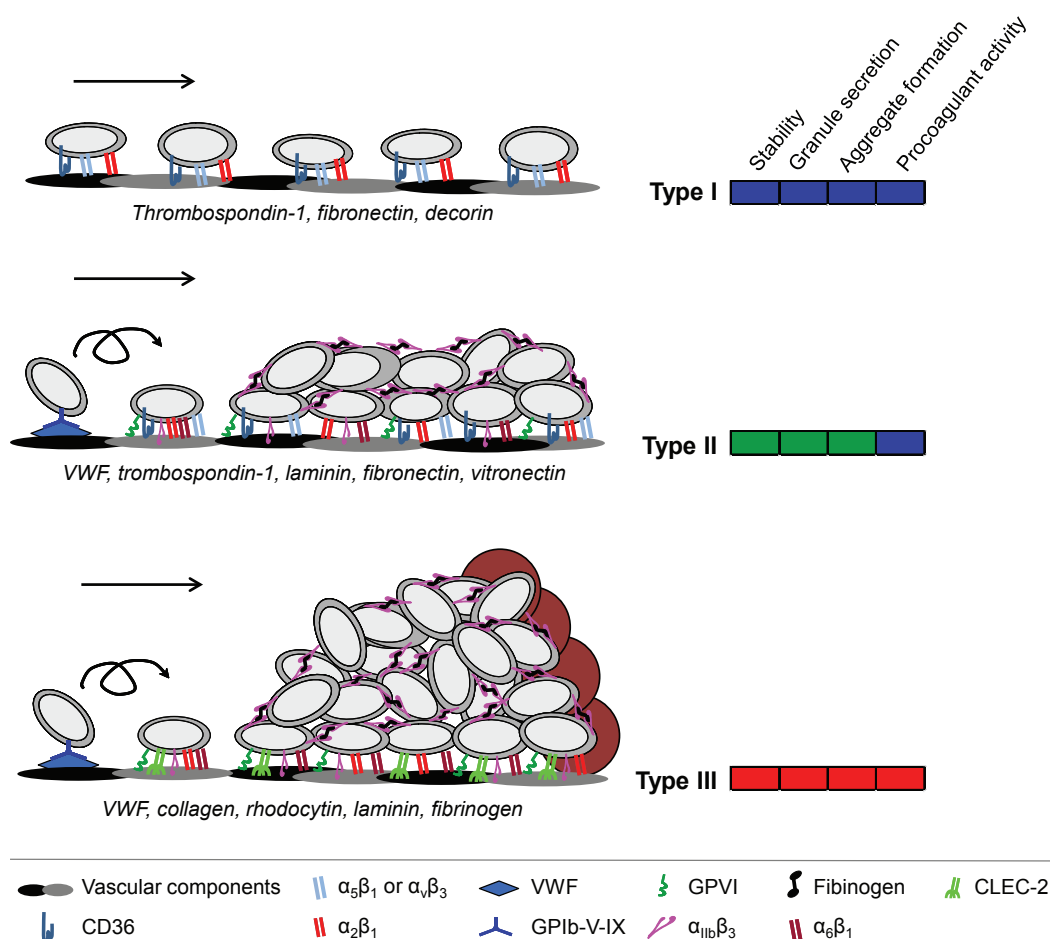 Stability
Granule secretion
Aggregate formation
Procoagulant activity
Type I
Thrombospondin-1, fibronectin, decorin
Type II
VWF, trombospondin-1, laminin, fibronectin, vitronectin
Type III
VWF, collagen, rhodocytin, laminin, fibrinogen
Vascular components
α₅β₁ or αᵥβ₃
VWF
GPVI
Fibinogen
CLEC-2
CD36
α₂β₁
GPIb-V-IX
αIIbβ₃
α₆β₁